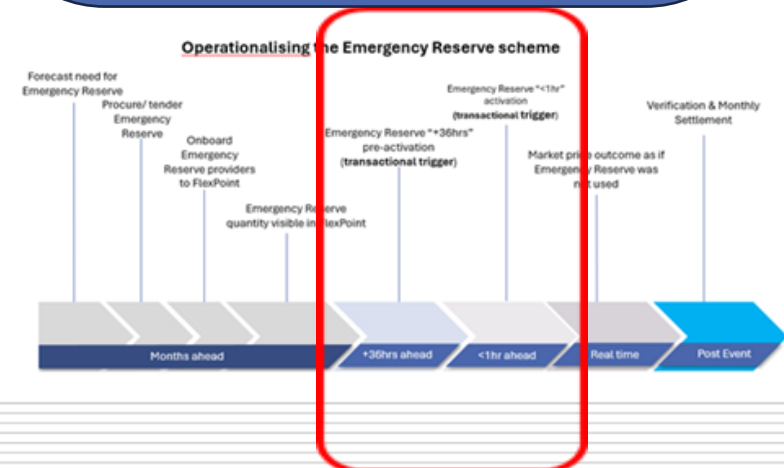 Operationalising the Emergency Reserve scheme
Forecast need for
Emergency Reserve
Procure/ tender
Emergency
Reserve
Onboard
Emergency
Reserve providers
to FlexPoint
Emergency Reserve
quantity visible in FlexPoint
Emergency Reserve "+36hrs"
pre-activation
(transactional trigger)
Emergency Reserve "<1hr"
activation
(transactional trigger)
Market price outcome as if
Emergency Reserve was
not used
Verification & Monthly
Settlement
Months ahead
+36hrs ahead
<1hr ahead
Real time
Post Event